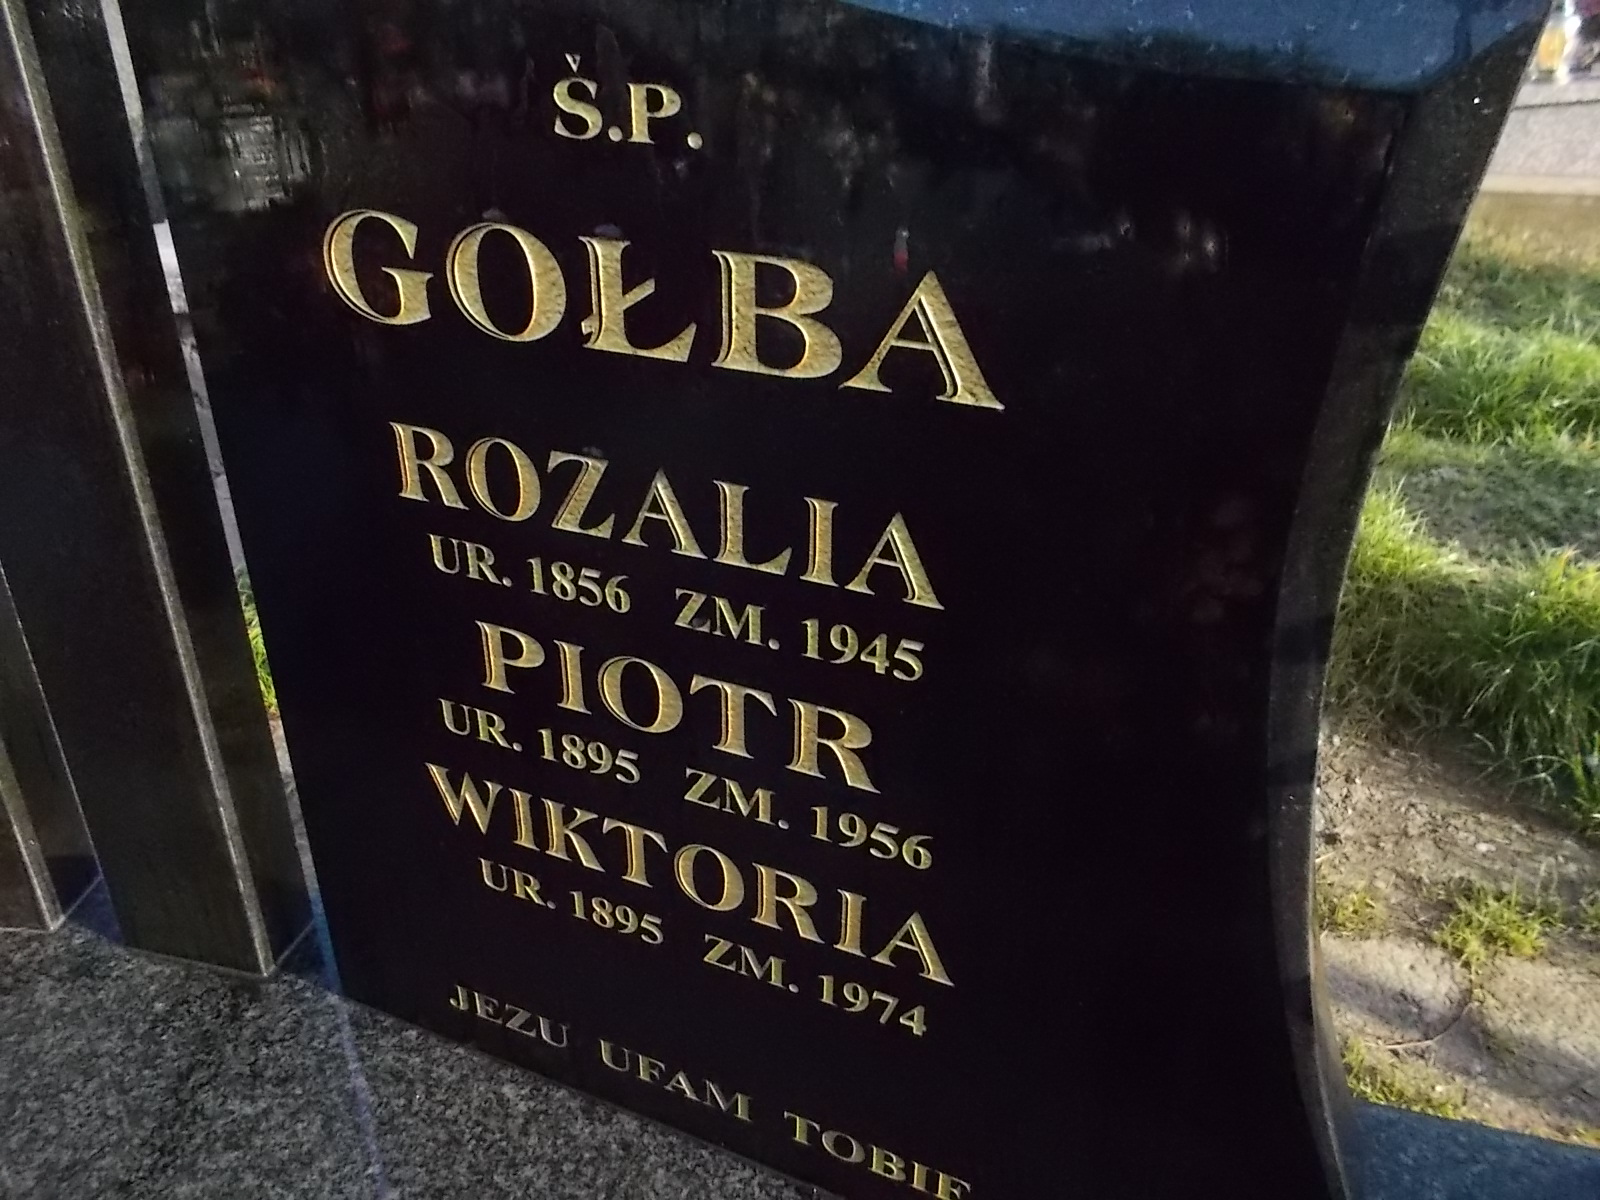 Ś.P.
GOŁBA
ROZALIA
UR. 1856 ZM. 1945
PIOTR
UR. 1895 ZM. 1956
WIKTORIA
UR. 1895 ZM. 1974
JEZU UFAM TOBIE